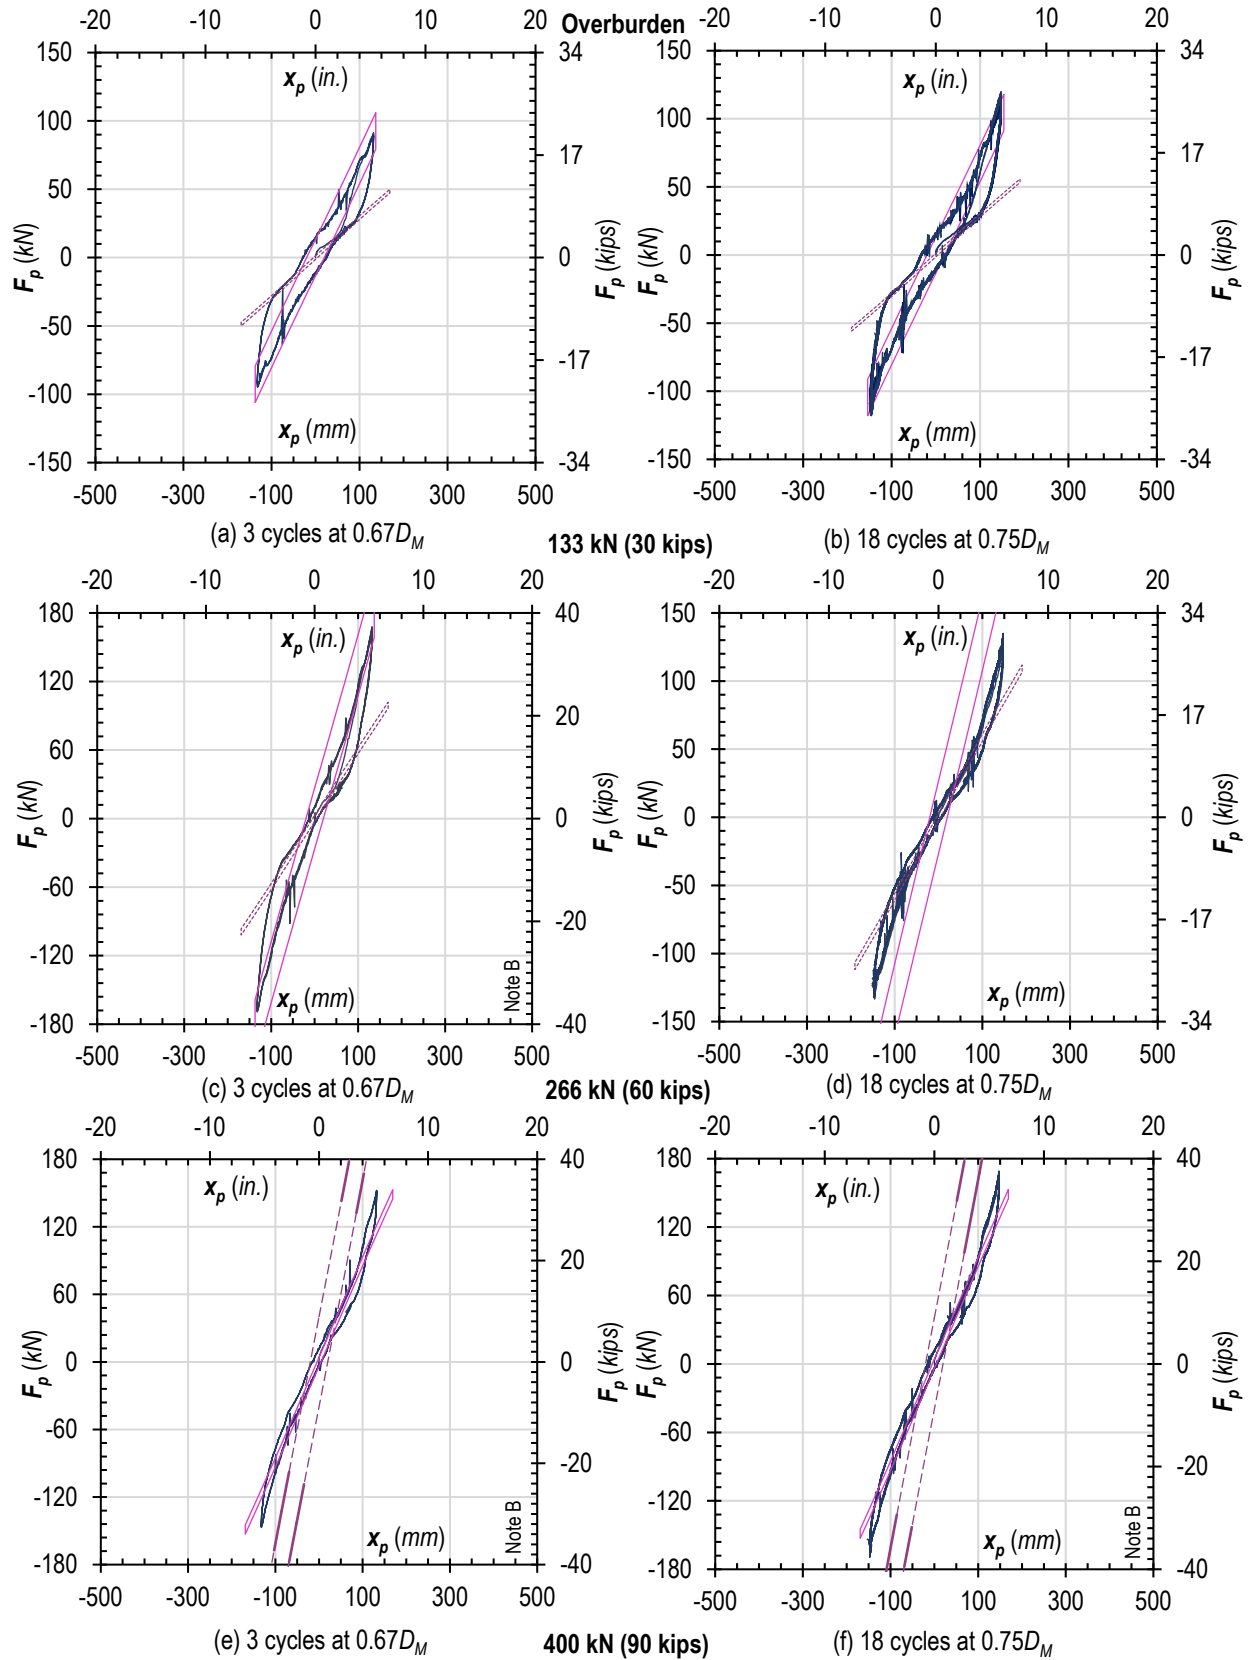 -20 -10 0 10 20 Overburden -20 -10 0 10 20
150 34 150 34
x_p (in.) x_p (in.)
100 100
17 17
50 50
F_p (kN) 0 0 F_p (kips) F_p (kN) 0 0 F_p (kips)
-50 -50
-17 -17
-100 -100
x_p (mm) x_p (mm)
-150 -34 -150 -34
-500 -300 -100 100 300 500 -500 -300 -100 100 300 500
(a) 3 cycles at 0.67D_M (b) 18 cycles at 0.75D_M
133 kN (30 kips)
-20 -10 0 10 20 -20 -10 0 10 20
180 40 150 34
x_p (in.) x_p (in.)
120 100
20 17
60 50
F_p (kN) 0 0 F_p (kips) F_p (kN) 0 0 F_p (kips)
-60 -50
-20 -17
-120 -100
x_p (mm) Note B x_p (mm)
-180 -40 -150 -34
-500 -300 -100 100 300 500 -500 -300 -100 100 300 500
(c) 3 cycles at 0.67D_M (d) 18 cycles at 0.75D_M
266 kN (60 kips)
-20 -10 0 10 20 -20 -10 0 10 20
180 40 180 40
x_p (in.) x_p (in.)
120 120
20 20
60 60
F_p (kN) 0 0 F_p (kips) F_p (kN) 0 0 F_p (kips)
-60 -60
-20 -20
-120 -120
x_p (mm) Note B x_p (mm) Note B
-180 -40 -180 -40
-500 -300 -100 100 300 500 -500 -300 -100 100 300 500
(e) 3 cycles at 0.67D_M (f) 18 cycles at 0.75D_M
400 kN (90 kips)